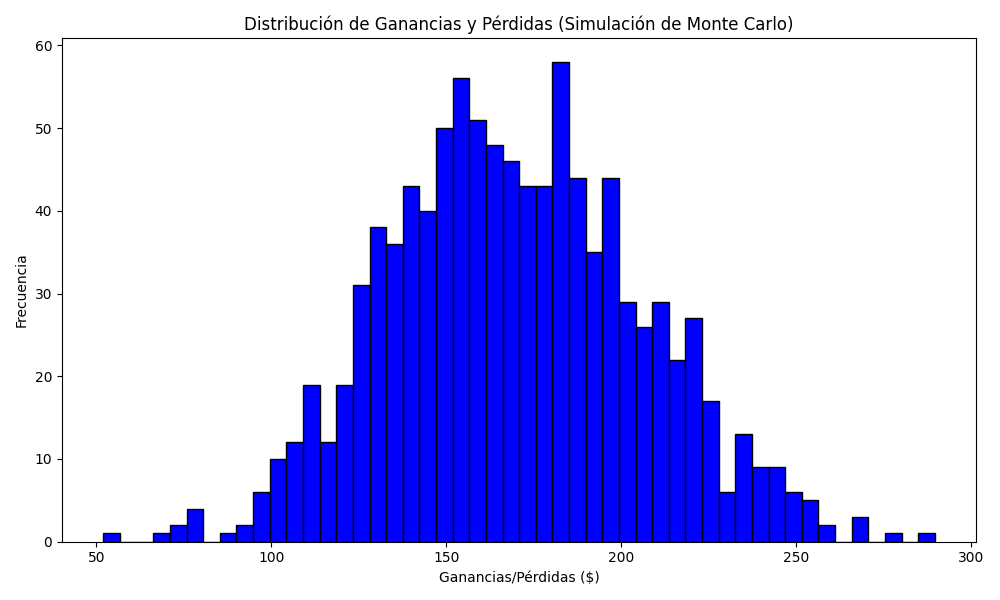 Distribución de Ganancias y Pérdidas (Simulación de Monte Carlo)
60
50
40
30
20
10
0
Frecuencia
50 100 150 200 250 300
Ganancias/Pérdidas ($)